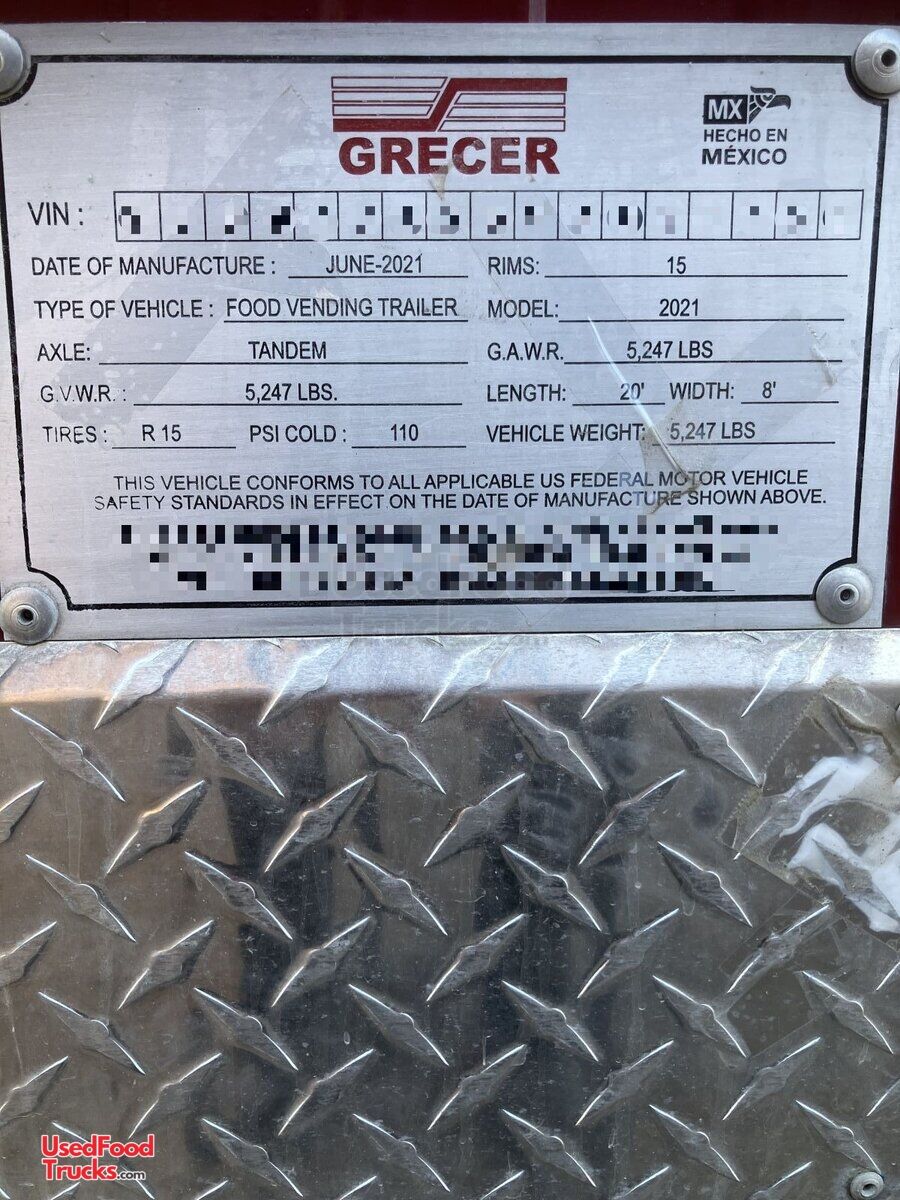 GRECER
MX
HECHO EN
MÉXICO
VIN :
DATE OF MANUFACTURE : JUNE-2021 RIMS: 15
TYPE OF VEHICLE : FOOD VENDING TRAILER MODEL: 2021
AXLE: TANDEM G.A.W.R. 5,247 LBS
G.V.W.R. : 5,247 LBS. LENGTH: 20' WIDTH: 8'
TIRES : R 15 PSI COLD : 110 VEHICLE WEIGHT: 5,247 LBS
THIS VEHICLE CONFORMS TO ALL APPLICABLE US FEDERAL MOTOR VEHICLE
SAFETY STANDARDS IN EFFECT ON THE DATE OF MANUFACTURE SHOWN ABOVE.
UsedFood
Trucks.com